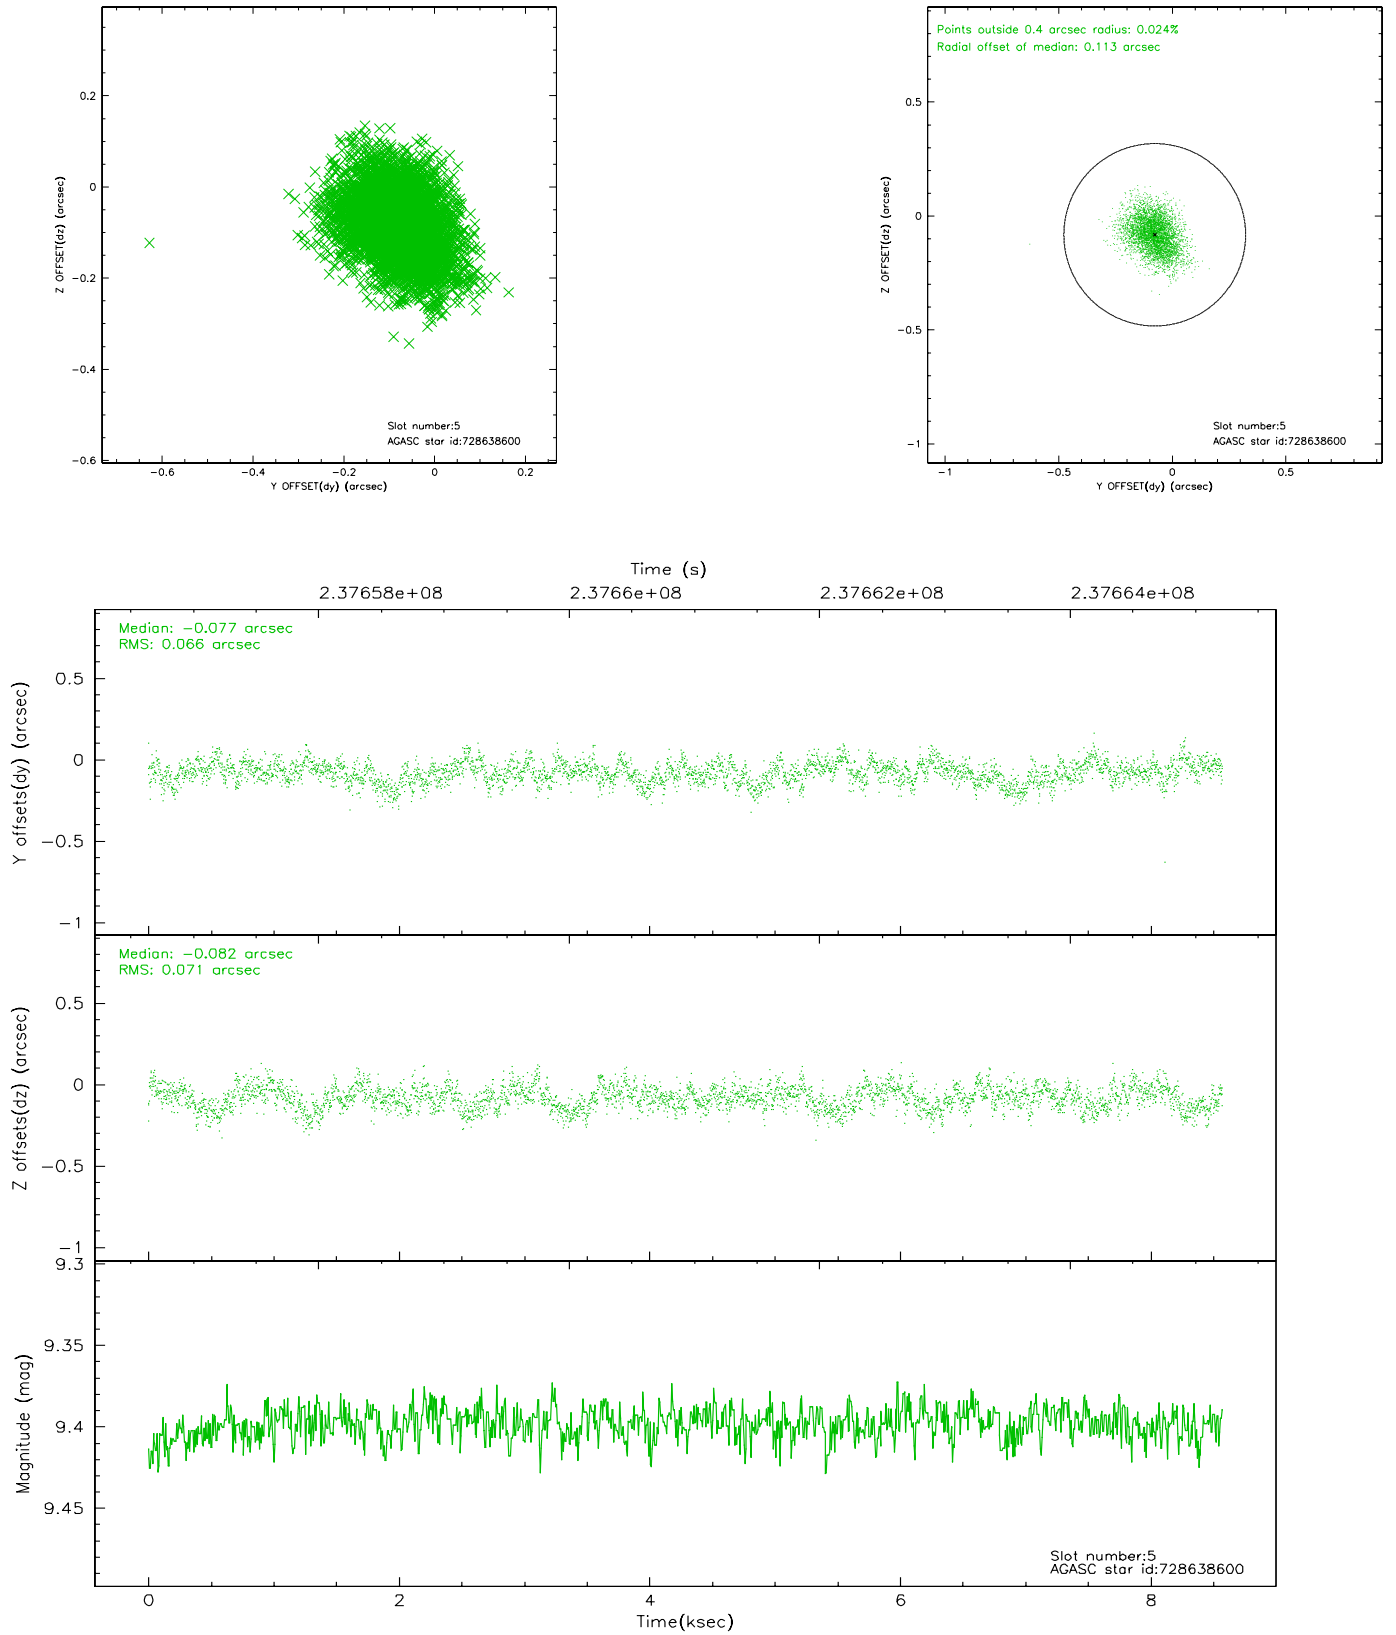 0.2
0
−0.2
−0.4
−0.6
Z OFFSET(dz) (arcsec)
Slot number:5
AGASC star id:728638600
−0.6
−0.4
−0.2
0
0.2
Y OFFSET(dy) (arcsec)
Points outside 0.4 arcsec radius: 0.024%
Radial offset of median: 0.113 arcsec
0.5
0
−0.5
−1
Z OFFSET(dz) (arcsec)
Slot number:5
AGASC star id:728638600
−1
−0.5
0
0.5
Y OFFSET(dy) (arcsec)
Time (s)
2.37658e+08
2.3766e+08
2.37662e+08
2.37664e+08
Median: −0.077 arcsec
RMS: 0.066 arcsec
0.5
0
−0.5
−1
Y offsets(dy) (arcsec)
Median: −0.082 arcsec
RMS: 0.071 arcsec
0.5
0
−0.5
−1
Z offsets(dz) (arcsec)
9.3
9.35
9.4
9.45
Magnitude (mag)
Slot number:5
AGASC star id:728638600
0
2
4
6
8
Time(ksec)